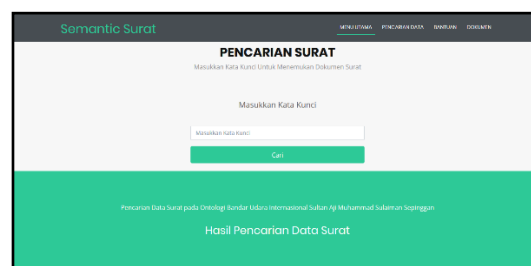 Semantic Surat
MENU UTAMA PENCARIAN DATA BANTUAN DOKUMEN
PENCARIAN SURAT
Masukkan Kata Kunci Untuk Menemukan Dokumen Surat
Masukkan Kata Kunci
Masukkan Kata Kunci
Cari
Pencarian Data Surat pada Ontologi Bandar Udara Internasional Sultan Aji Muhammad Sulaiman Sepinggan
Hasil Pencarian Data Surat